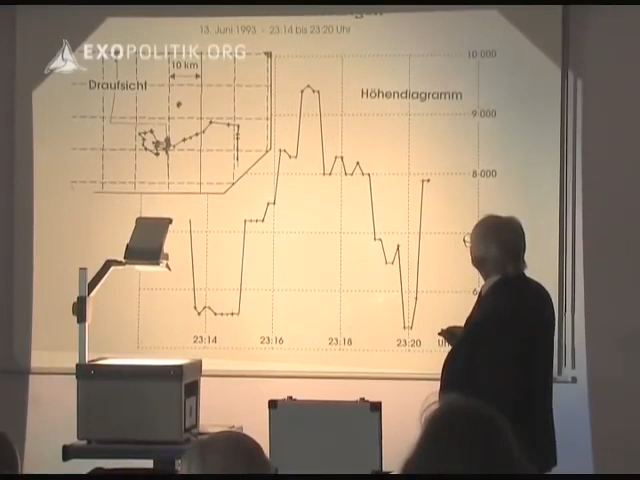 EXOPOLITIK.ORG
13. Juni 1993 - 23:14 bis 23:20 Uhr
10 km
Draufsicht
Höhendiagramm
10 000
9 000
8 000
6
23:14
23:16
23:18
23:20